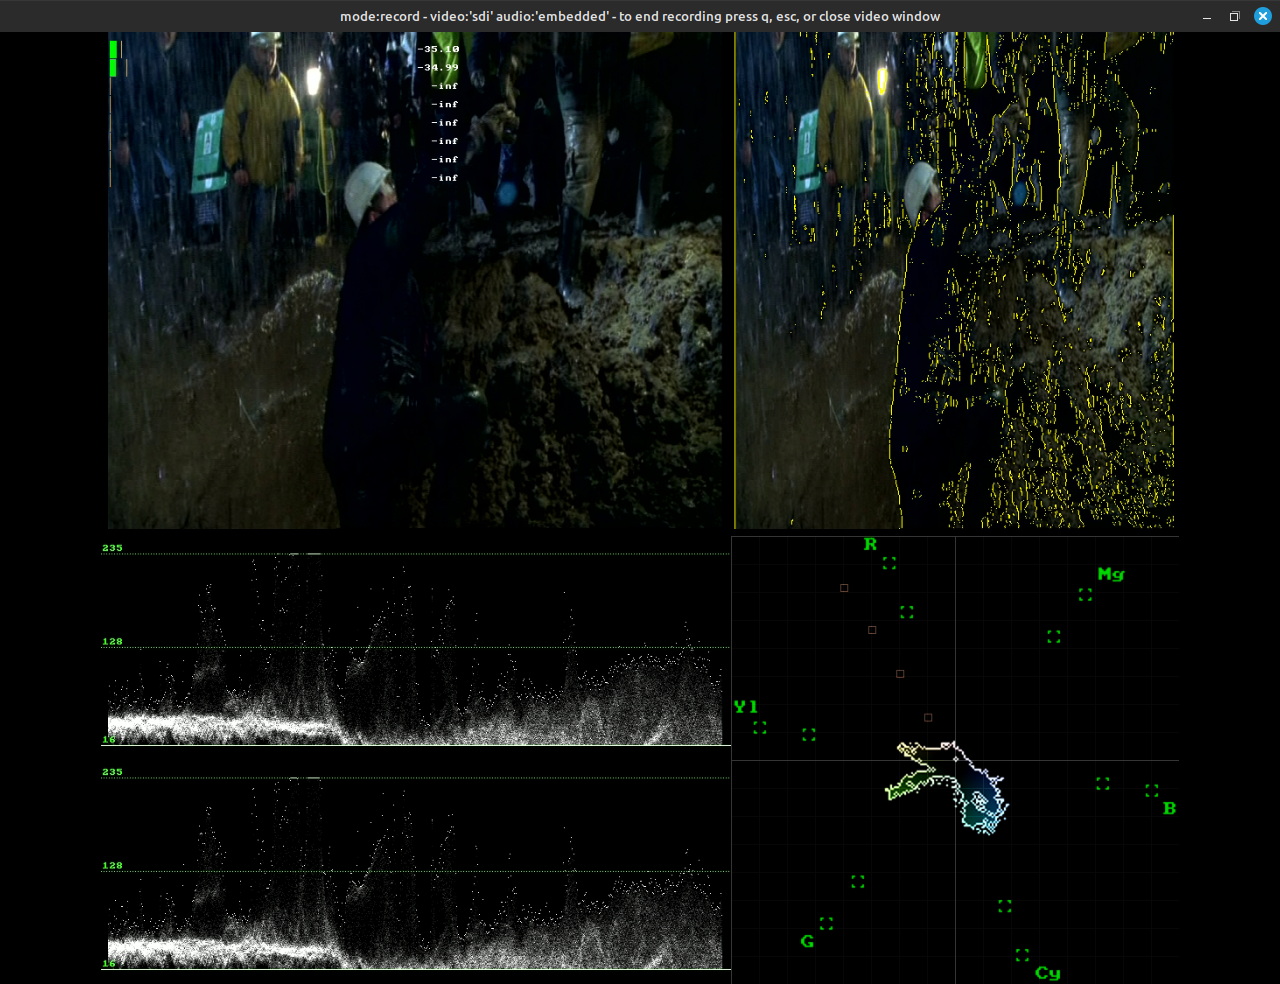 mode:record - video:'sdi' audio:'embedded' - to end recording press q, esc, or close video window
-35.10
-34.99
-inf
-inf
-inf
-inf
-inf
-inf
235
128
16
235
128
16
R
Mg
Yl
B
G
Cy